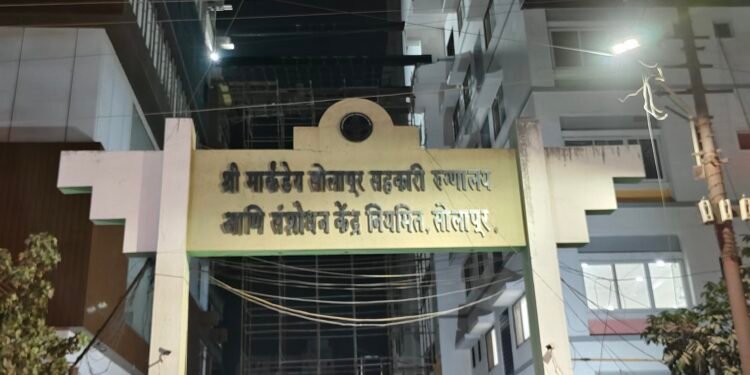 श्री मार्कंडेय सोलापूर सहकारी रुग्णालय
आणि संशोधन केंद्र नियमित, सोलापूर.